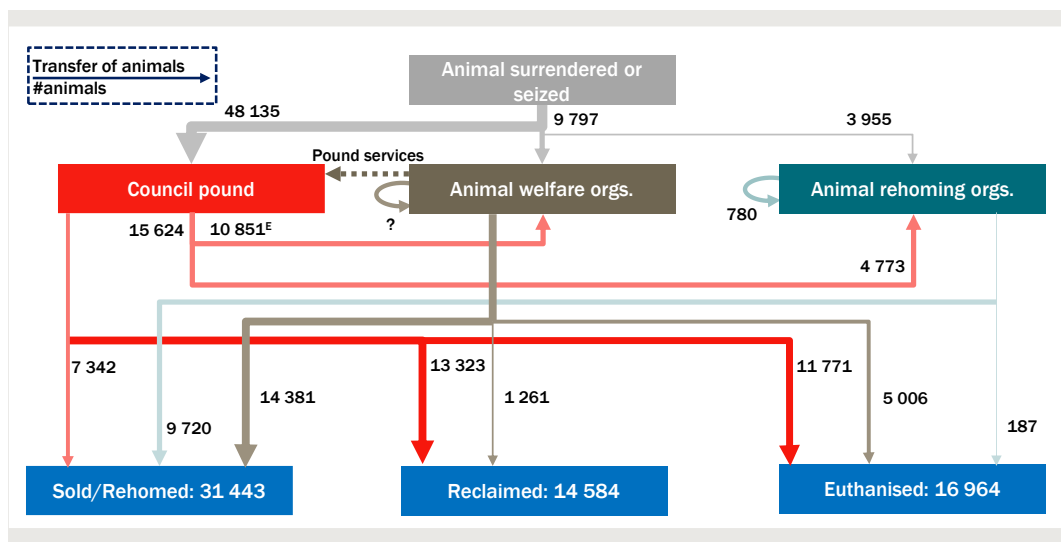 Transfer of animals
#animals
Animal surrendered or
seized
48 135
9 797
3 955
Pound services
Council pound
Animal welfare orgs.
Animal rehoming orgs.
15 624
10 851ᴱ
?
780
4 773
7 342
13 323
11 771
14 381
1 261
5 006
9 720
187
Sold/Rehomed: 31 443
Reclaimed: 14 584
Euthanised: 16 964